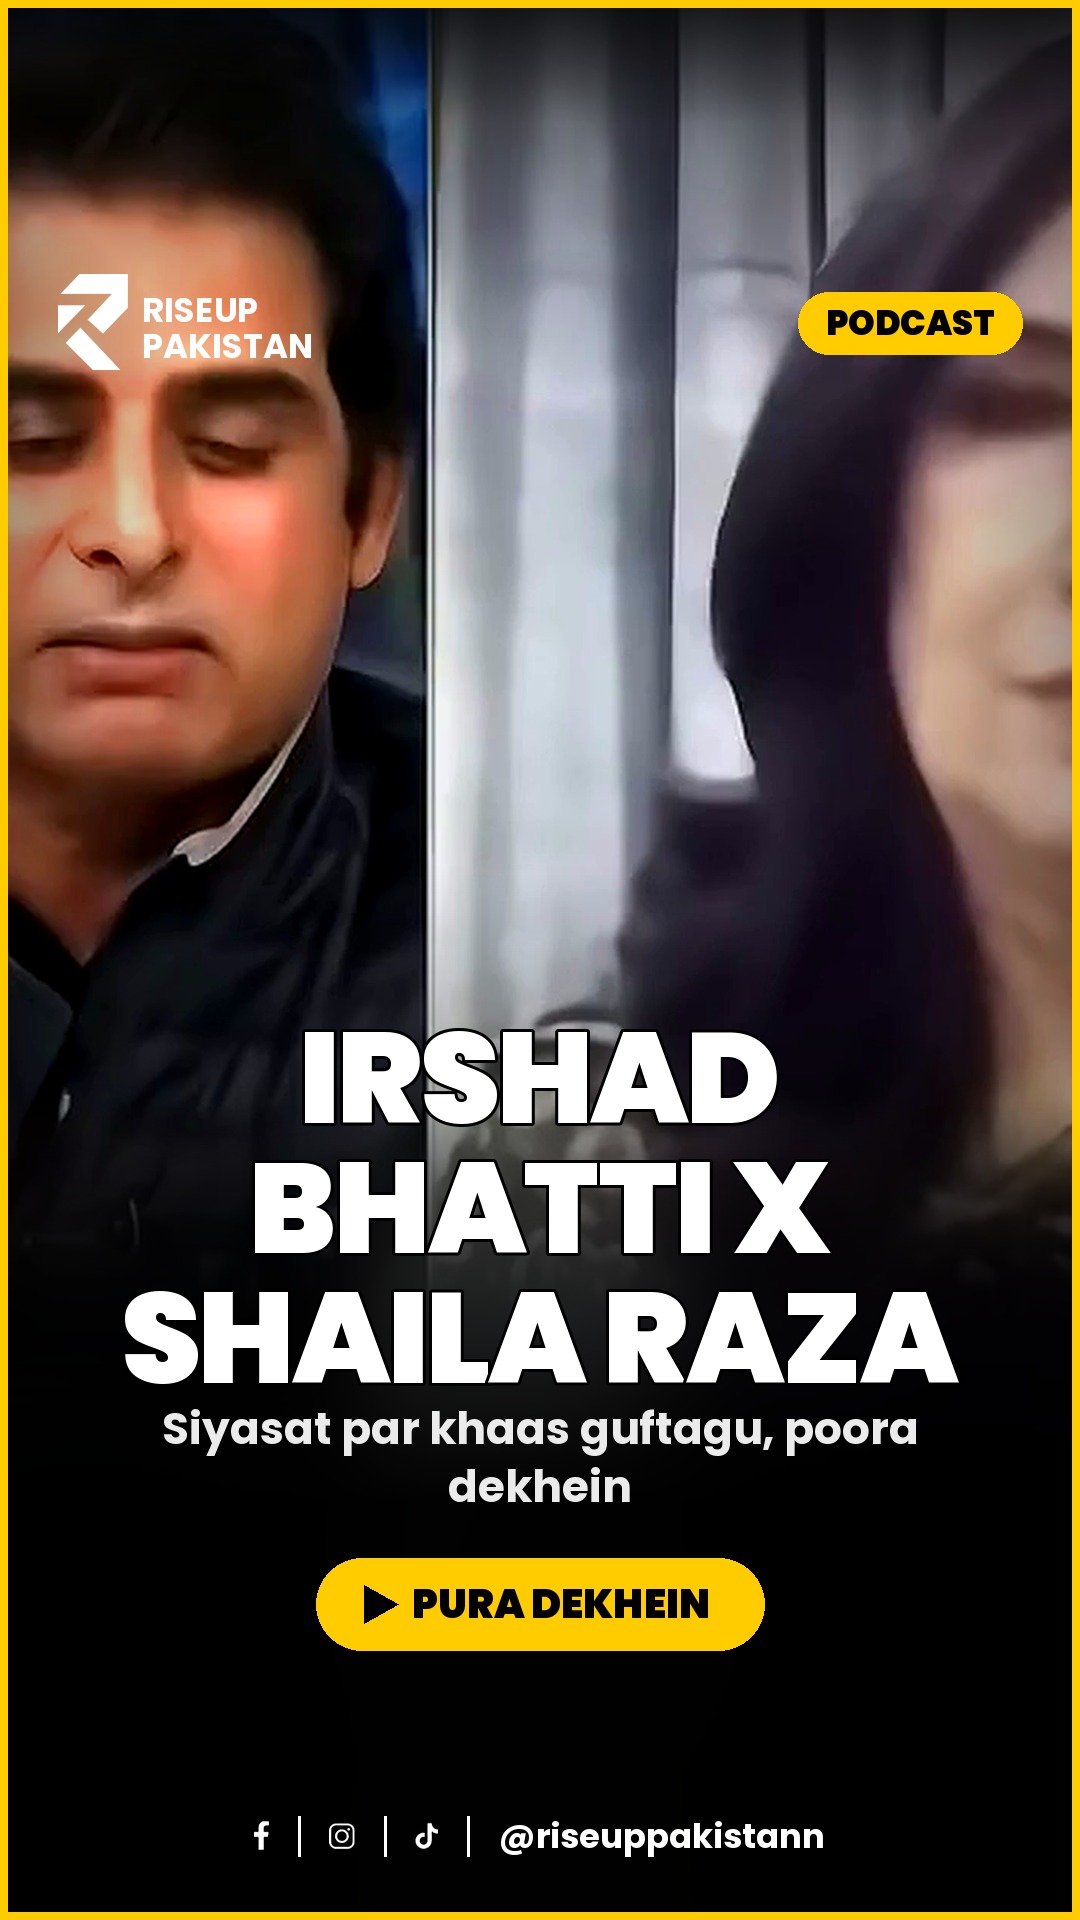 RISEUP
PAKISTAN
PODCAST
IRSHAD
BHATTI X
SHAILA RAZA
Siyasat par khaas guftagu, poora
dekhein
PURA DEKHEIN
@riseuppakistann